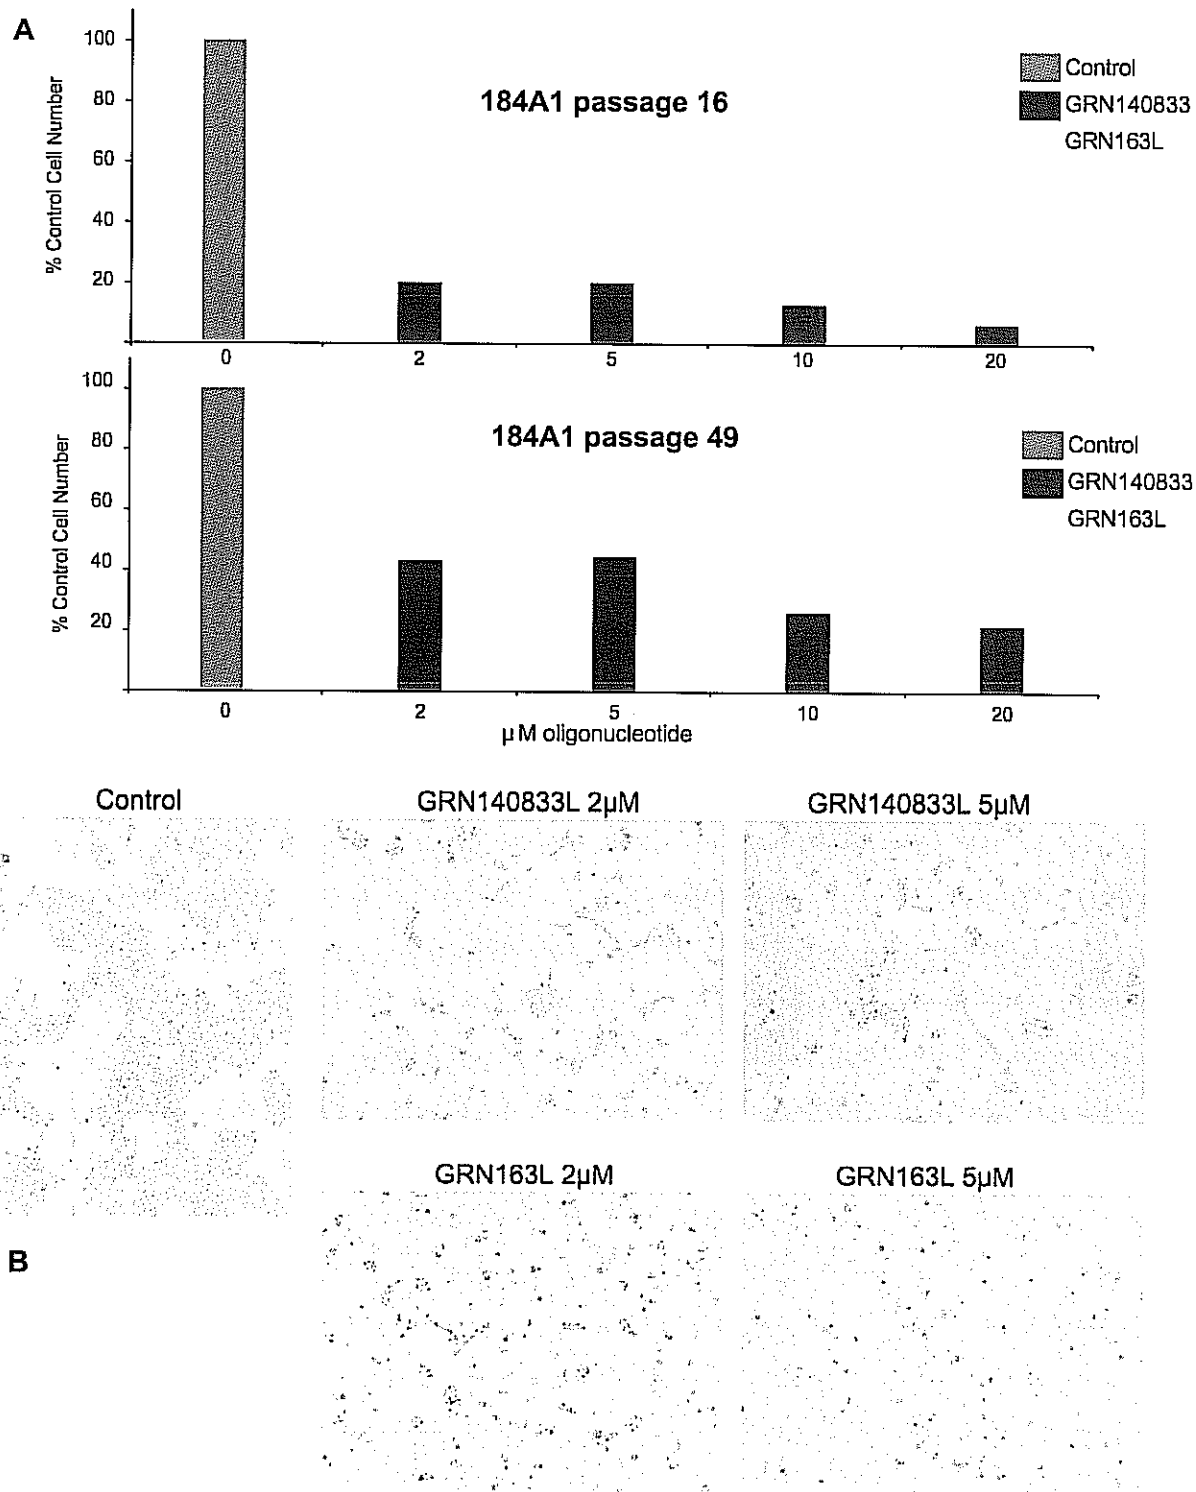 A
100
80
60
40
20
% Control Cell Number
184A1 passage 16
Control
GRN140833
GRN163L
0 2 5 10 20
100
80
60
40
20
% Control Cell Number
184A1 passage 49
Control
GRN140833
GRN163L
0 2 5 10 20
μM oligonucleotide
Control
GRN140833L 2μM
GRN140833L 5μM
GRN163L 2μM
GRN163L 5μM
B